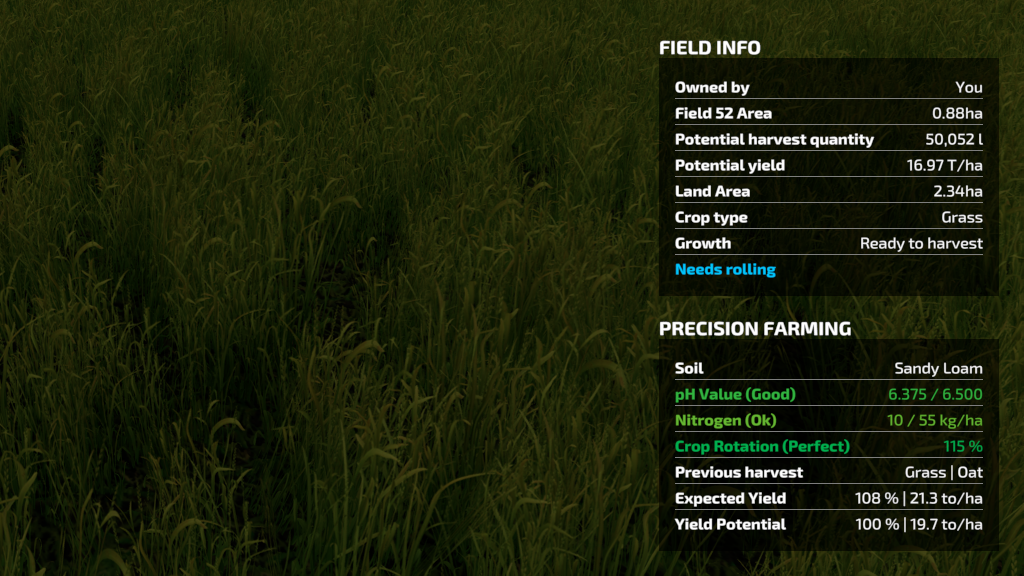 FIELD INFO
Owned by You
Field 52 Area 0.88ha
Potential harvest quantity 50,052 l
Potential yield 16.97 T/ha
Land Area 2.34ha
Crop type Grass
Growth Ready to harvest
Needs rolling
PRECISION FARMING
Soil Sandy Loam
pH Value (Good) 6.375 / 6.500
Nitrogen (Ok) 10 / 55 kg/ha
Crop Rotation (Perfect) 115 %
Previous harvest Grass | Oat
Expected Yield 108 % | 21.3 to/ha
Yield Potential 100 % | 19.7 to/ha